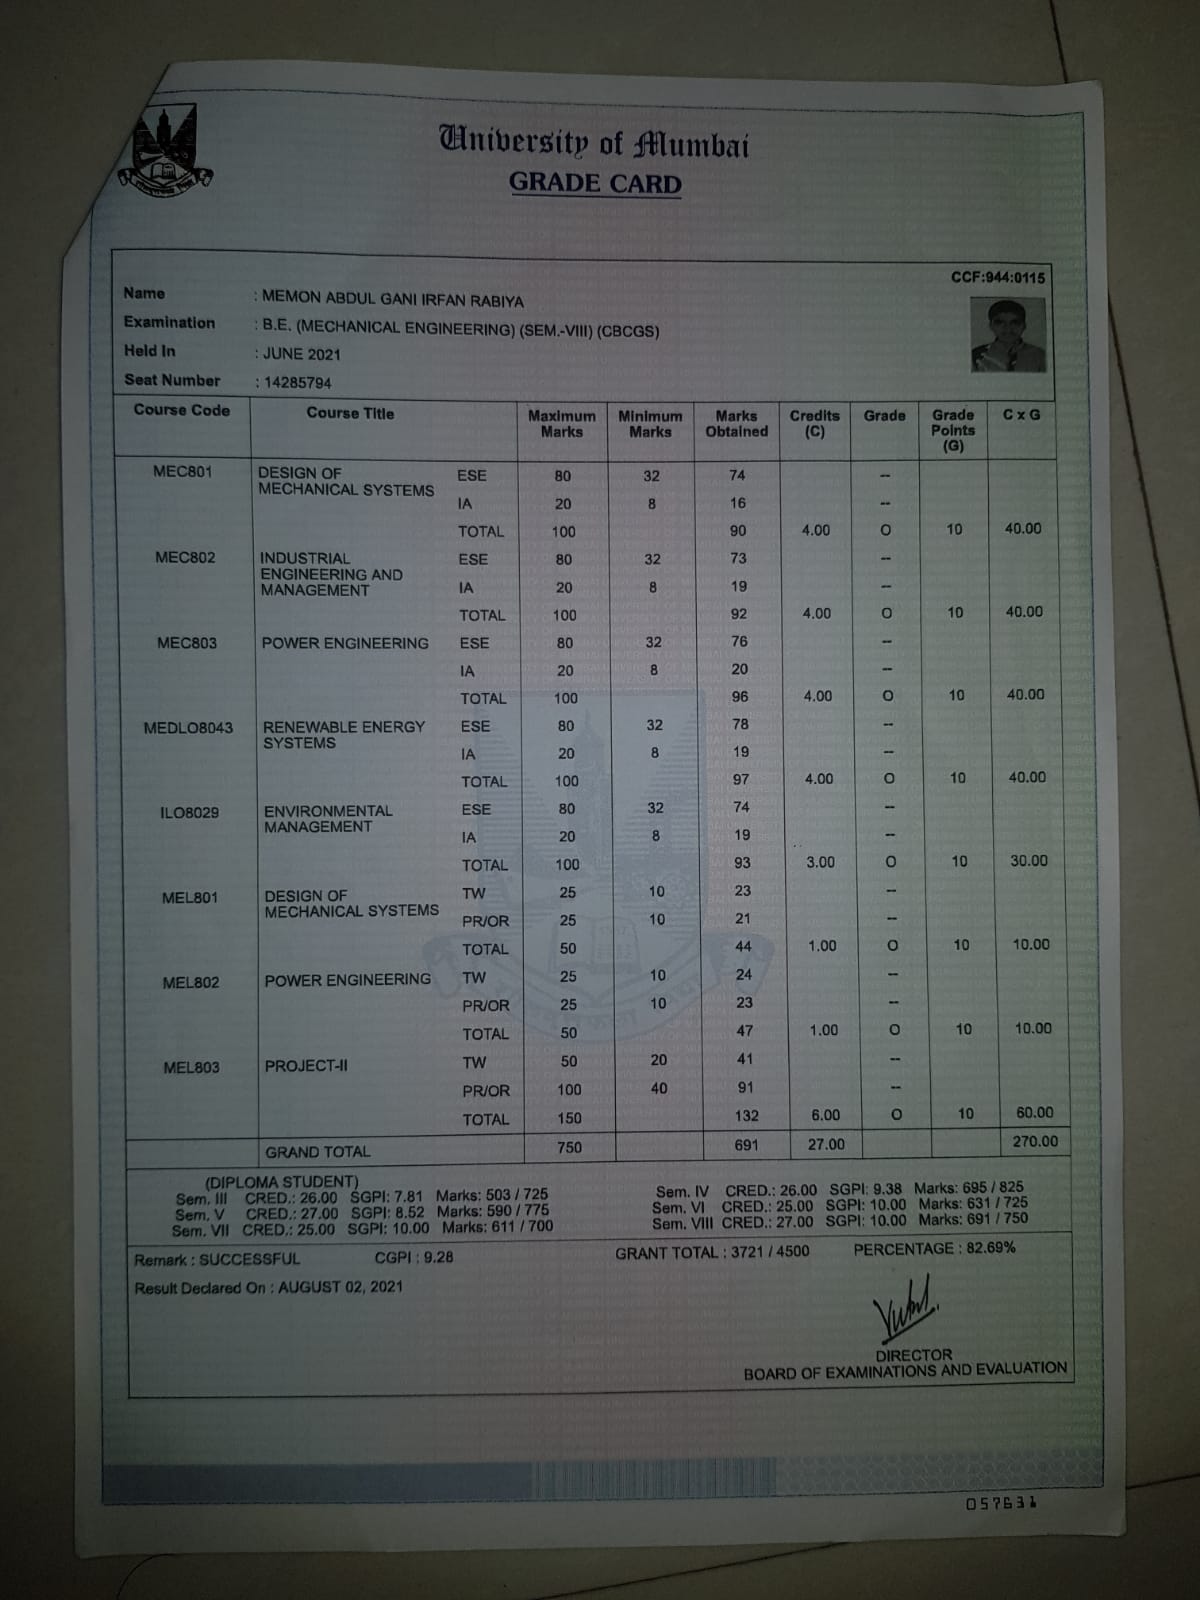 University of Mumbai
GRADE CARD
CCF:944:0115
Name : MEMON ABDUL GANI IRFAN RABIYA
Examination : B.E. (MECHANICAL ENGINEERING) (SEM.-VIII) (CBCGS)
Held In : JUNE 2021
Seat Number : 14285794
Course Code Course Title Maximum Marks Minimum Marks Marks Obtained Credits (C) Grade Grade Points (G) C x G
MEC801 DESIGN OF MECHANICAL SYSTEMS ESE 80 32 74 --
IA 20 8 16 --
TOTAL 100 90 4.00 O 10 40.00
MEC802 INDUSTRIAL ENGINEERING AND MANAGEMENT ESE 80 32 73 --
IA 20 8 19 --
TOTAL 100 92 4.00 O 10 40.00
MEC803 POWER ENGINEERING ESE 80 32 76 --
IA 20 8 20 --
TOTAL 100 96 4.00 O 10 40.00
MEDLO8043 RENEWABLE ENERGY SYSTEMS ESE 80 32 78 --
IA 20 8 19 --
TOTAL 100 97 4.00 O 10 40.00
ILO8029 ENVIRONMENTAL MANAGEMENT ESE 80 32 74 --
IA 20 8 19 --
TOTAL 100 93 3.00 O 10 30.00
MEL801 DESIGN OF MECHANICAL SYSTEMS TW 25 10 23 --
PR/OR 25 10 21 --
TOTAL 50 44 1.00 O 10 10.00
MEL802 POWER ENGINEERING TW 25 10 24 --
PR/OR 25 10 23 --
TOTAL 50 47 1.00 O 10 10.00
MEL803 PROJECT-II TW 50 20 41 --
PR/OR 100 40 91 --
TOTAL 150 132 6.00 O 10 60.00
GRAND TOTAL 750 691 27.00 270.00
(DIPLOMA STUDENT)
Sem. III CRED.: 26.00 SGPI: 7.81 Marks: 503 / 725 Sem. IV CRED.: 26.00 SGPI: 9.38 Marks: 695 / 825
Sem. V CRED.: 27.00 SGPI: 8.52 Marks: 590 / 775 Sem. VI CRED.: 25.00 SGPI: 10.00 Marks: 631 / 725
Sem. VII CRED.: 25.00 SGPI: 10.00 Marks: 611 / 700 Sem. VIII CRED.: 27.00 SGPI: 10.00 Marks: 691 / 750
Remark : SUCCESSFUL CGPI : 9.28 GRANT TOTAL : 3721 / 4500 PERCENTAGE : 82.69%
Result Declared On : AUGUST 02, 2021
DIRECTOR
BOARD OF EXAMINATIONS AND EVALUATION
057631